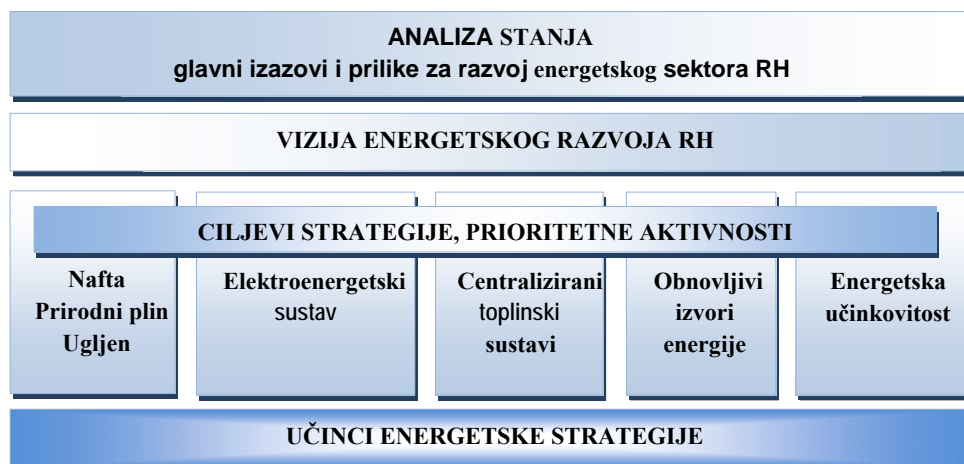 ANALIZA STANJA
glavni izazovi i prilike za razvoj energetskog sektora RH
VIZIJA ENERGETSKOG RAZVOJA RH
CILJEVI STRATEGIJE, PRIORITETNE AKTIVNOSTI
Nafta
Prirodni plin
Ugljen
Elektroenergetski
sustav
Centralizirani
toplinski
sustavi
Obnovljivi
izvori
energije
Energetska
učinkovitost
UČINCI ENERGETSKE STRATEGIJE